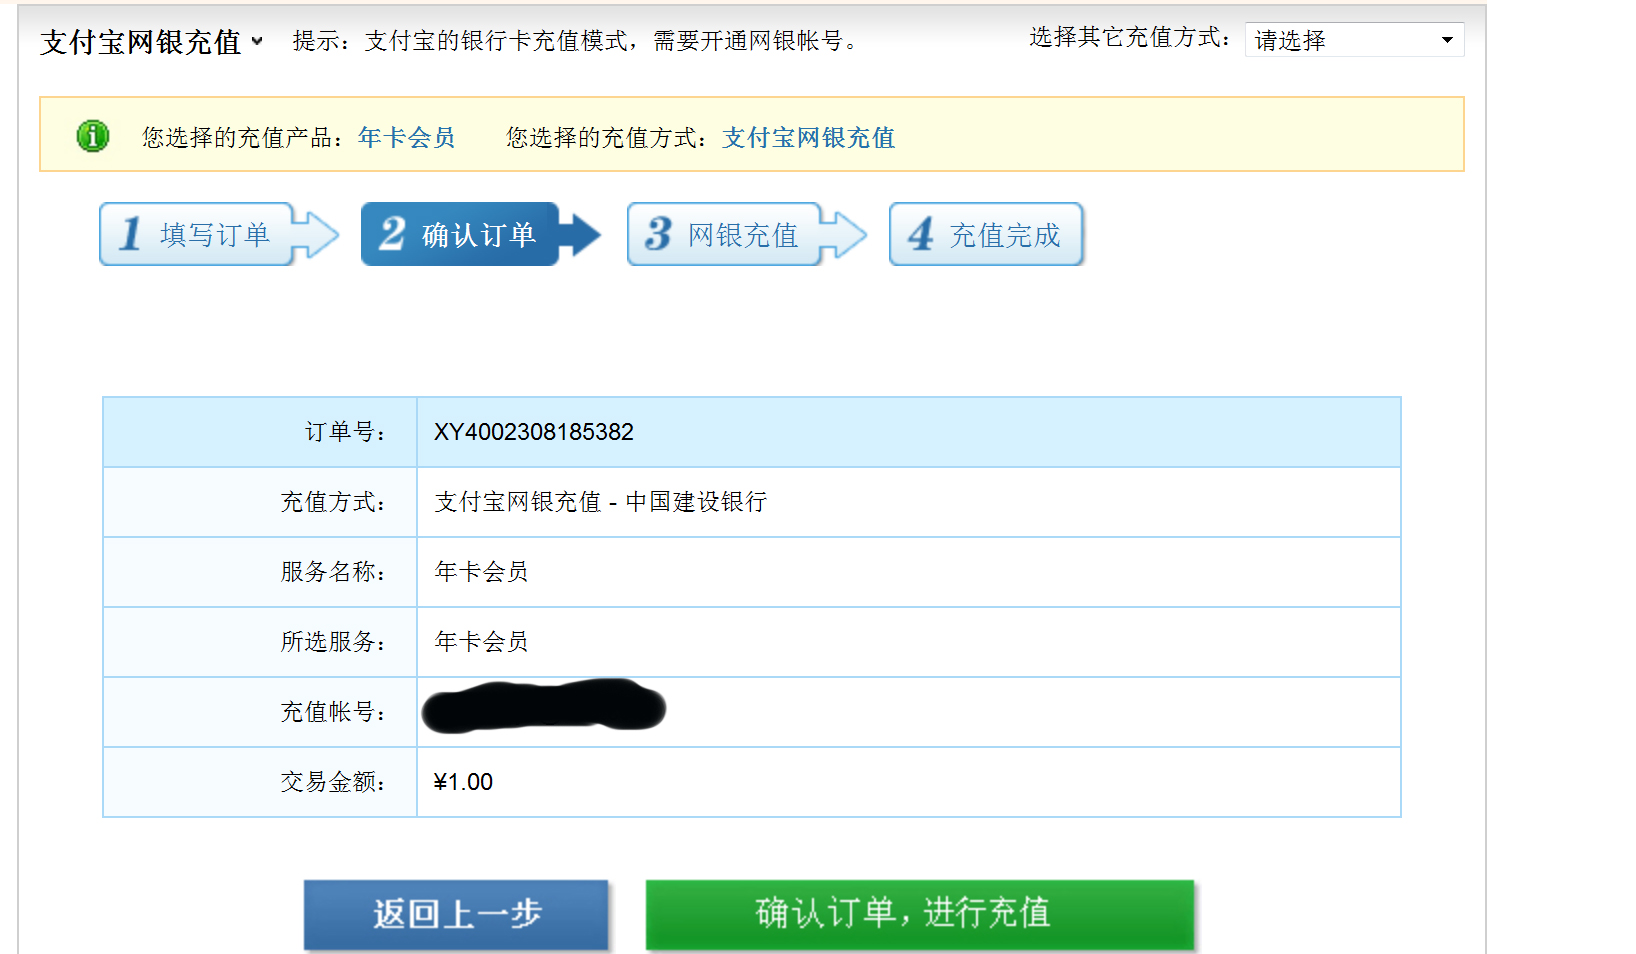 支付宝网银充值 提示：支付宝的银行卡充值模式，需要开通网银帐号。 选择其它充值方式： 请选择
您选择的充值产品：年卡会员 您选择的充值方式：支付宝网银充值
1 填写订单 2 确认订单 3 网银充值 4 充值完成
订单号： XY4002308185382
充值方式： 支付宝网银充值 - 中国建设银行
服务名称： 年卡会员
所选服务： 年卡会员
充值帐号：
交易金额： ¥1.00
返回上一步 确认订单，进行充值